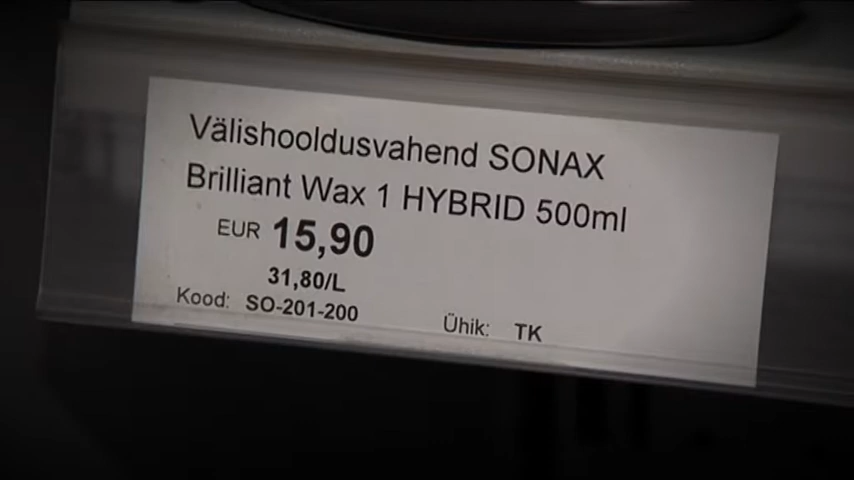 Välishooldusvahend SONAX
Brilliant Wax 1 HYBRID 500ml
EUR 15,90
31,80/L
Kood: SO-201-200
Ühik: TK